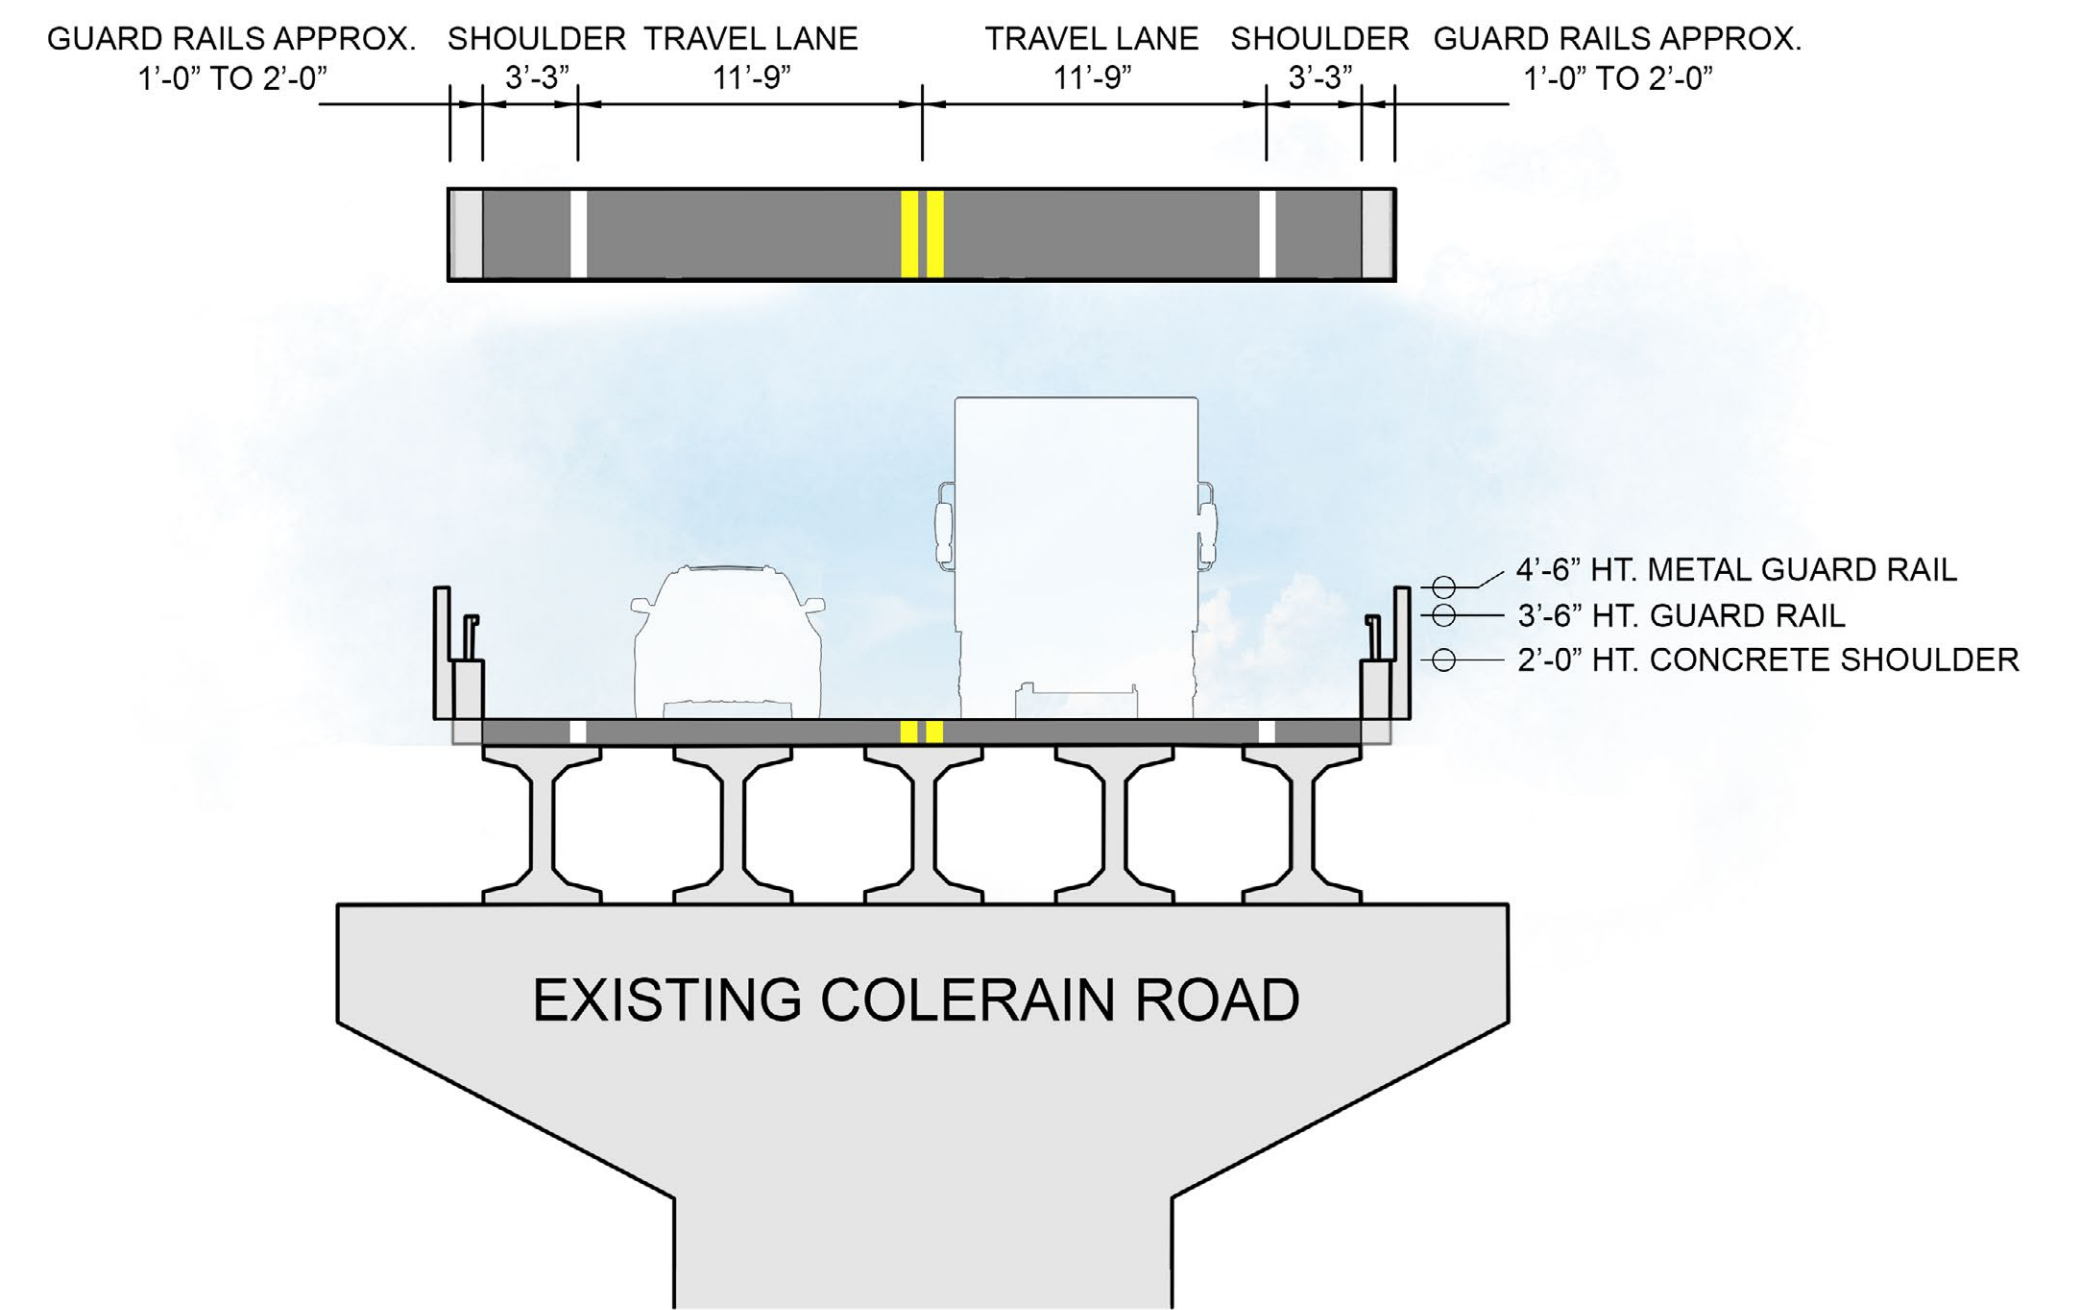 GUARD RAILS APPROX.
1’-0” TO 2’-0”
SHOULDER
3’-3”
TRAVEL LANE
11’-9”
TRAVEL LANE
11’-9”
SHOULDER
3’-3”
GUARD RAILS APPROX.
1’-0” TO 2’-0”
4’-6” HT. METAL GUARD RAIL
3’-6” HT. GUARD RAIL
2’-0” HT. CONCRETE SHOULDER
EXISTING COLERAIN ROAD